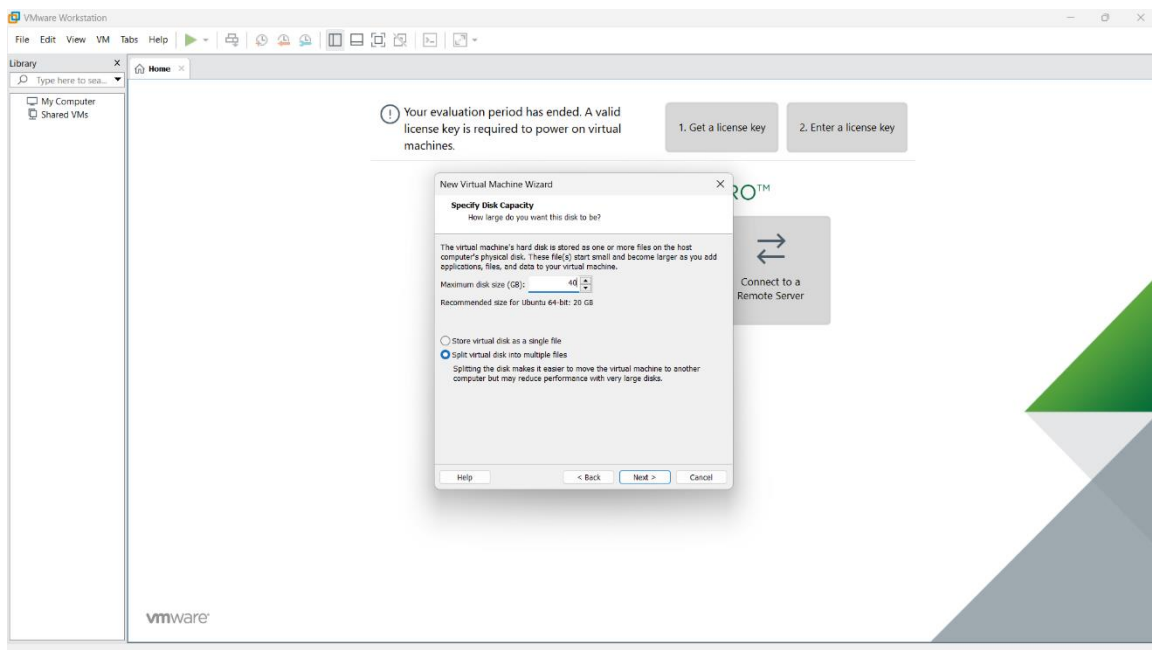 VMware Workstation
File Edit View VM Tabs Help
Library X
Home ×
Type here to sea...
My Computer
Shared VMs
Your evaluation period has ended. A valid
license key is required to power on virtual
machines.
1. Get a license key
2. Enter a license key
RO™
Connect to a
Remote Server
New Virtual Machine Wizard
Specify Disk Capacity
How large do you want this disk to be?
The virtual machine's hard disk is stored as one or more files on the host
computer's physical disk. These file(s) start small and become larger as you add
applications, files, and data to your virtual machine.
Maximum disk size (GB): 40
Recommended size for Ubuntu 64-bit: 20 GB
Store virtual disk as a single file
Split virtual disk into multiple files
Splitting the disk makes it easier to move the virtual machine to another
computer but may reduce performance with very large disks.
Help < Back Next > Cancel
vmware